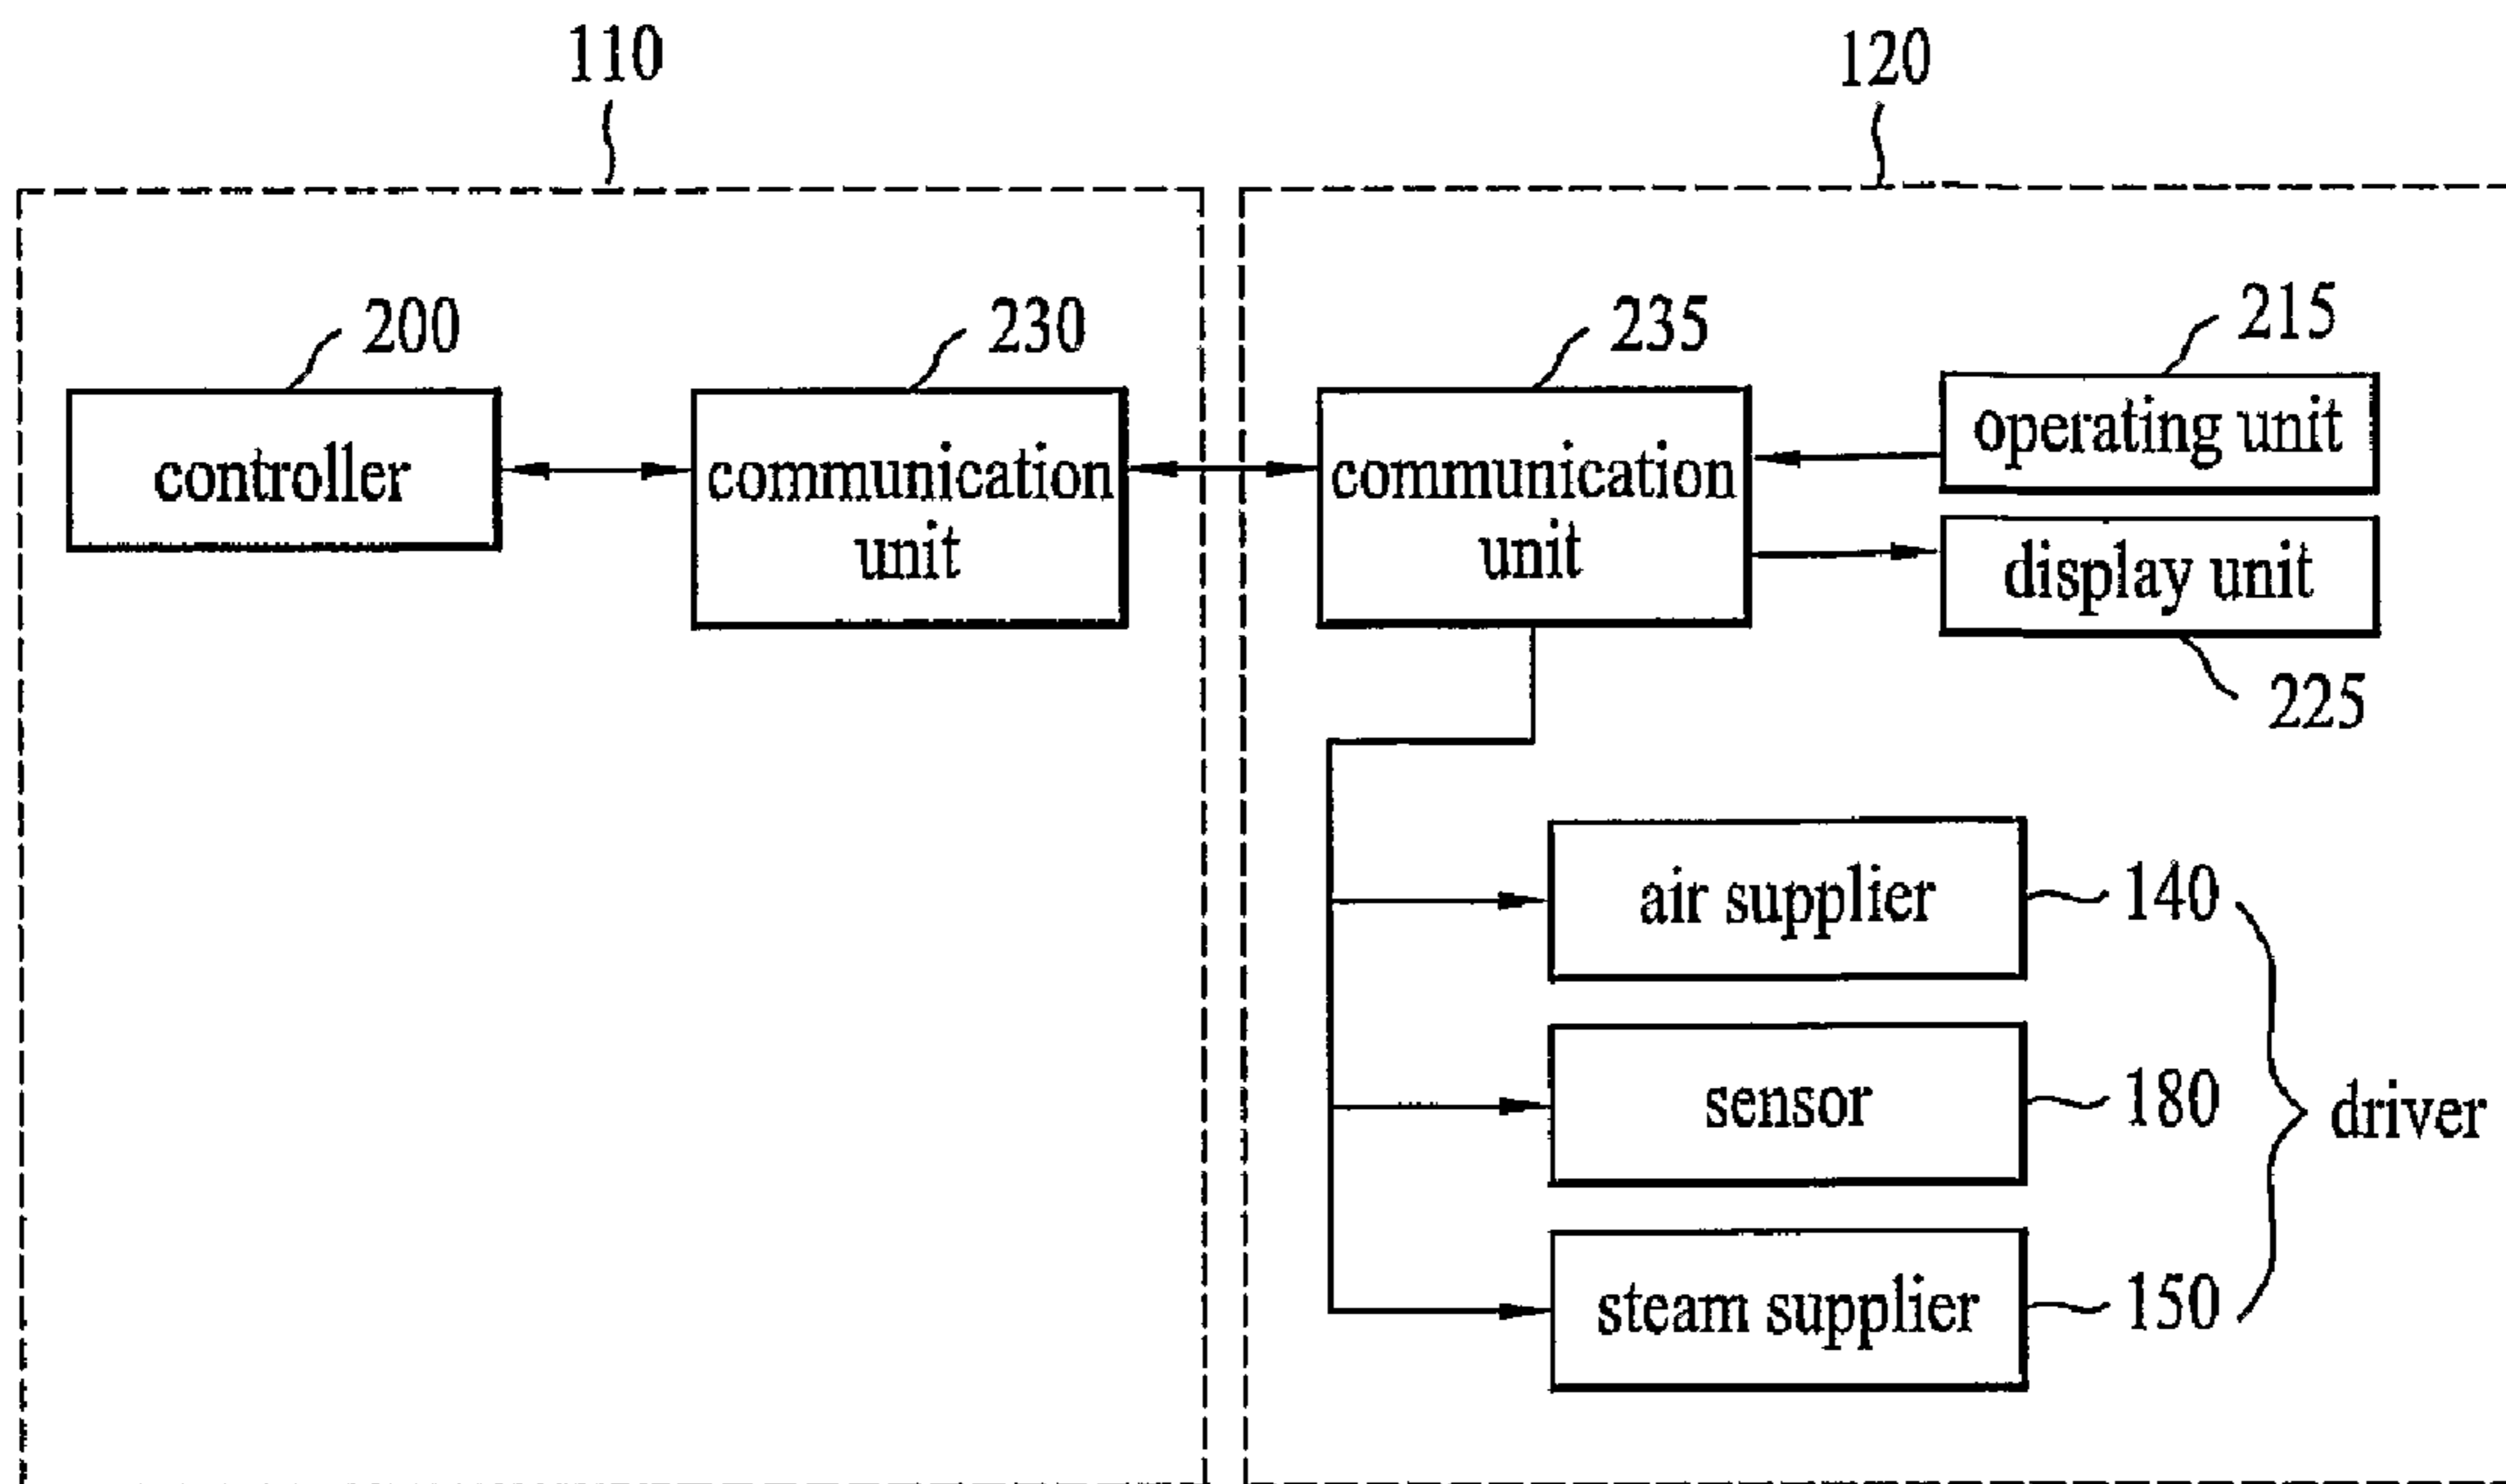 110
120
200
230
235
215
controller
communication
unit
communication
unit
operating unit
display unit
225
air supplier
140
sensor
180
driver
steam supplier
150